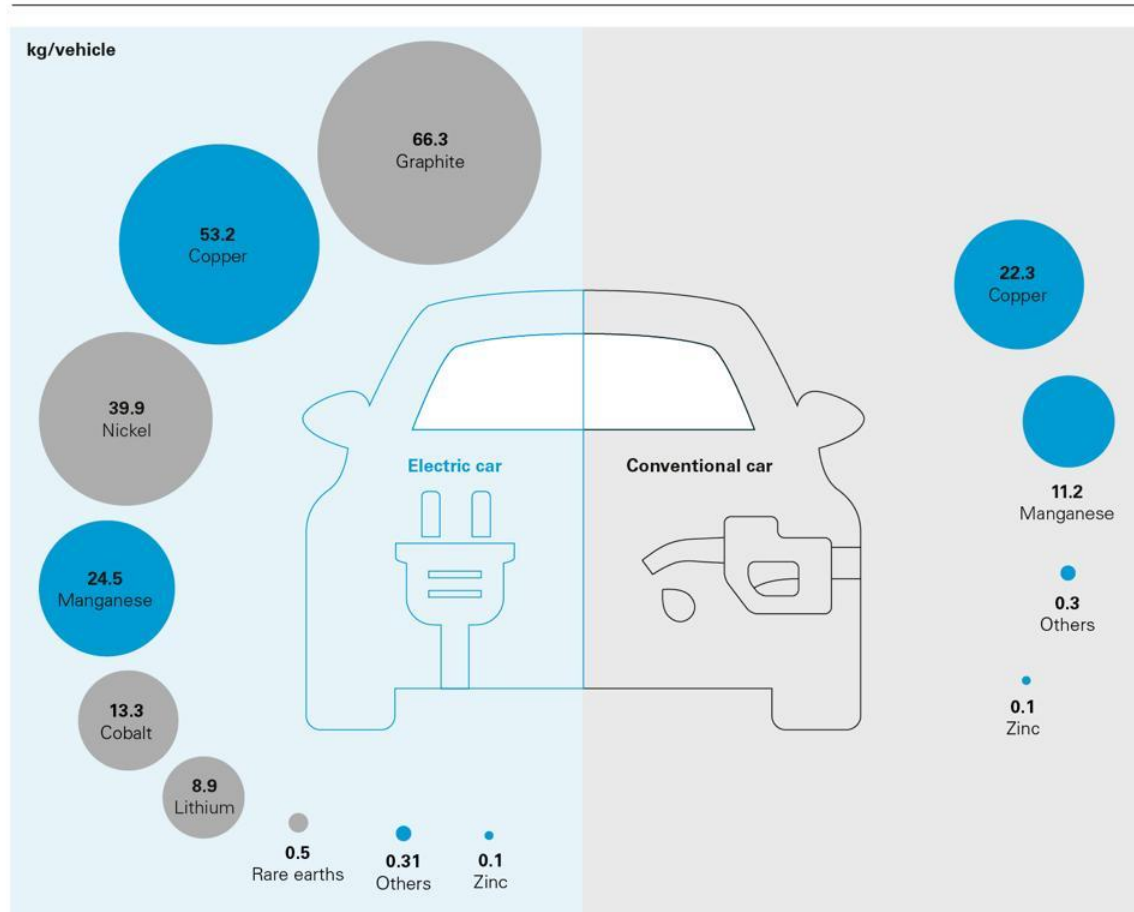 kg/vehicle
66.3
Graphite
53.2
Copper
39.9
Nickel
24.5
Manganese
13.3
Cobalt
8.9
Lithium
0.5
Rare earths
0.31
Others
0.1
Zinc
Electric car
Conventional car
22.3
Copper
11.2
Manganese
0.3
Others
0.1
Zinc